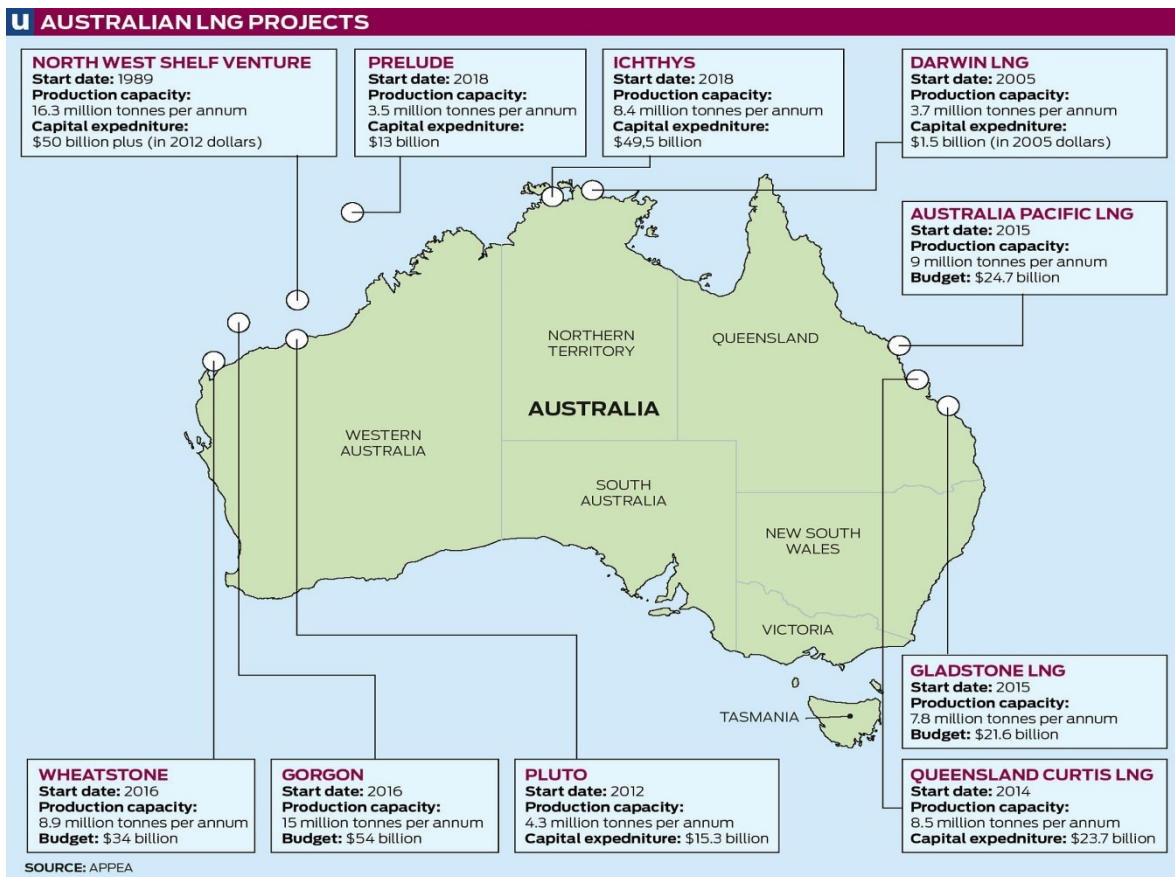 u AUSTRALIAN LNG PROJECTS
NORTH WEST SHELF VENTURE
Start date: 1989
Production capacity:
16.3 million tonnes per annum
Capital expedniture:
$50 billion plus (in 2012 dollars)
PRELUDE
Start date: 2018
Production capacity:
3.5 million tonnes per annum
Capital expedniture:
$13 billion
ICHTHYS
Start date: 2018
Production capacity:
8.4 million tonnes per annum
Capital expedniture:
$49,5 billion
DARWIN LNG
Start date: 2005
Production capacity:
3.7 million tonnes per annum
Capital expedniture:
$1.5 billion (in 2005 dollars)
AUSTRALIA PACIFIC LNG
Start date: 2015
Production capacity:
9 million tonnes per annum
Budget: $24.7 billion
NORTHERN
TERRITORY
QUEENSLAND
AUSTRALIA
WESTERN
AUSTRALIA
SOUTH
AUSTRALIA
NEW SOUTH
WALES
VICTORIA
TASMANIA
GLADSTONE LNG
Start date: 2015
Production capacity:
7.8 million tonnes per annum
Budget: $21.6 billion
WHEATSTONE
Start date: 2016
Production capacity:
8.9 million tonnes per annum
Budget: $34 billion
GORGON
Start date: 2016
Production capacity:
15 million tonnes per annum
Budget: $54 billion
PLUTO
Start date: 2012
Production capacity:
4.3 million tonnes per annum
Capital expedniture: $15.3 billion
QUEENSLAND CURTIS LNG
Start date: 2014
Production capacity:
8.5 million tonnes per annum
Capital expedniture: $23.7 billion
SOURCE: APPEA